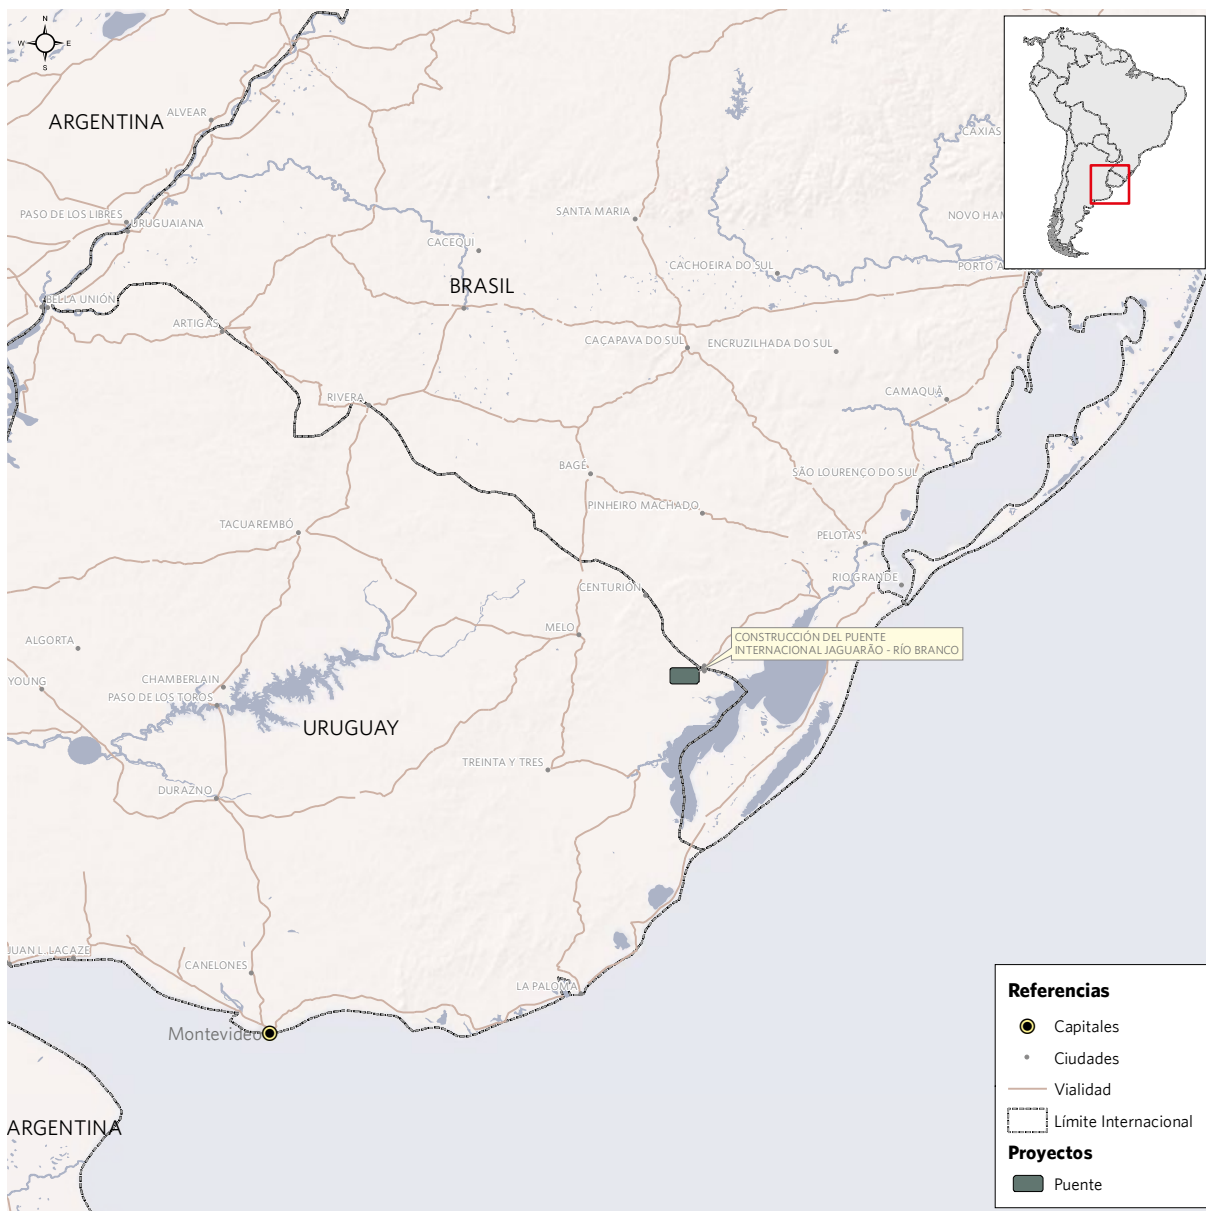 N
W
E
S
ARGENTINA
ALVEAR
CAXIAS
PASO DE LOS LIBRES
URUGUAIANA
SANTA MARIA
NOVO HAM
CACEQUI
CACHOEIRA DO SUL
PORTO A
BRASIL
BELLA UNIÓN
ARTIGAS
CAÇAPAVA DO SUL
ENCRUZILHADA DO SUL
RIVERA
CAMAQUÃ
BAGÉ
SÃO LOURENÇO DO SUL
PINHEIRO MACHADO
TACUAREMBÓ
PELOTAS
CENTURIÓN
RIO GRANDE
MELO
CONSTRUCCIÓN DEL PUENTE
INTERNACIONAL JAGUARÃO - RÍO BRANCO
ALGORTA
YOUNG
CHAMBERLAIN
PASO DE LOS TOROS
URUGUAY
TREINTA Y TRES
DURAZNO
JUAN L. LACAZE
CANELONES
LA PALOMA
Montevideo
ARGENTINA
Referencias
Capitales
Ciudades
Vialidad
Límite Internacional
Proyectos
Puente